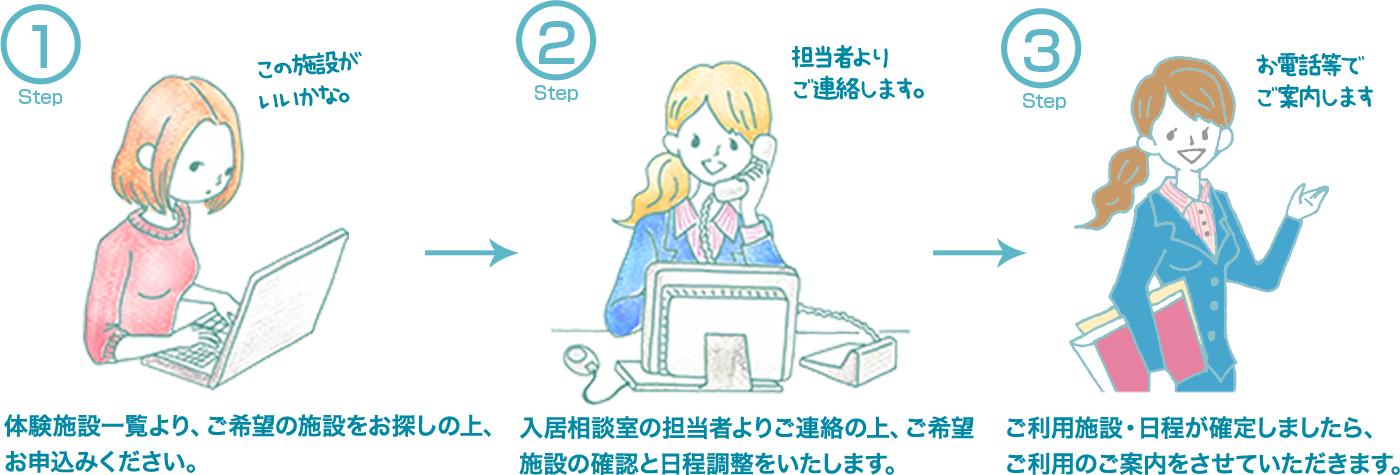 1
Step
この施設が
いいかな。
体験施設一覧より、ご希望の施設をお探しの上、
お申込みください。
2
Step
担当者より
ご連絡します。
入居相談室の担当者よりご連絡の上、ご希望
施設の確認と日程調整をいたします。
3
Step
お電話等で
ご案内します
ご利用施設・日程が確定しましたら、
ご利用のご案内をさせていただきます。